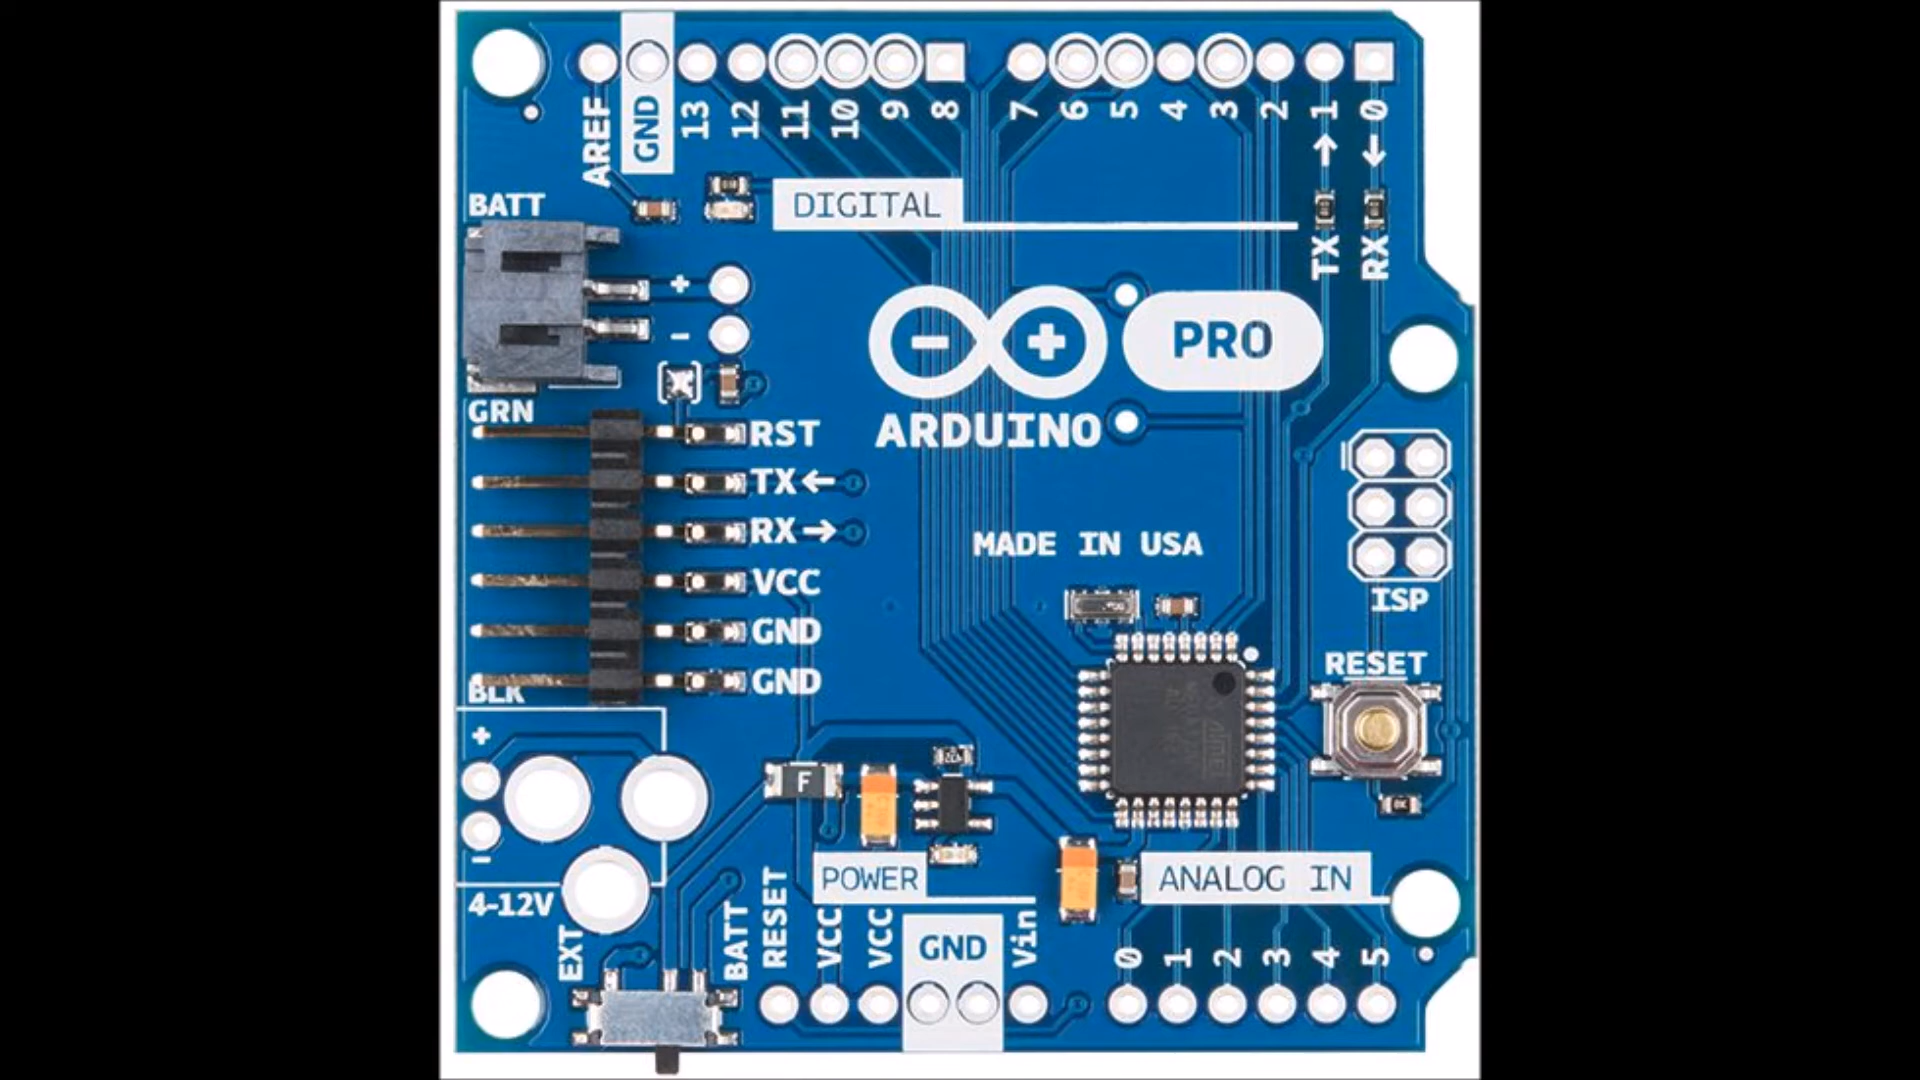 AREF GND 13 12 11 10 9 8 7 6 5 4 3 2 1 0
BATT
DIGITAL
TX RX
+
−
− +
PRO
GRN
ARDUINO
RST
TX←
RX→
MADE IN USA
VCC
ISP
GND
RESET
GND
BLK
+
F
−
POWER
ANALOG IN
4-12V
EXT
BATT
RESET
VCC
VCC
GND
Vin
0 1 2 3 4 5